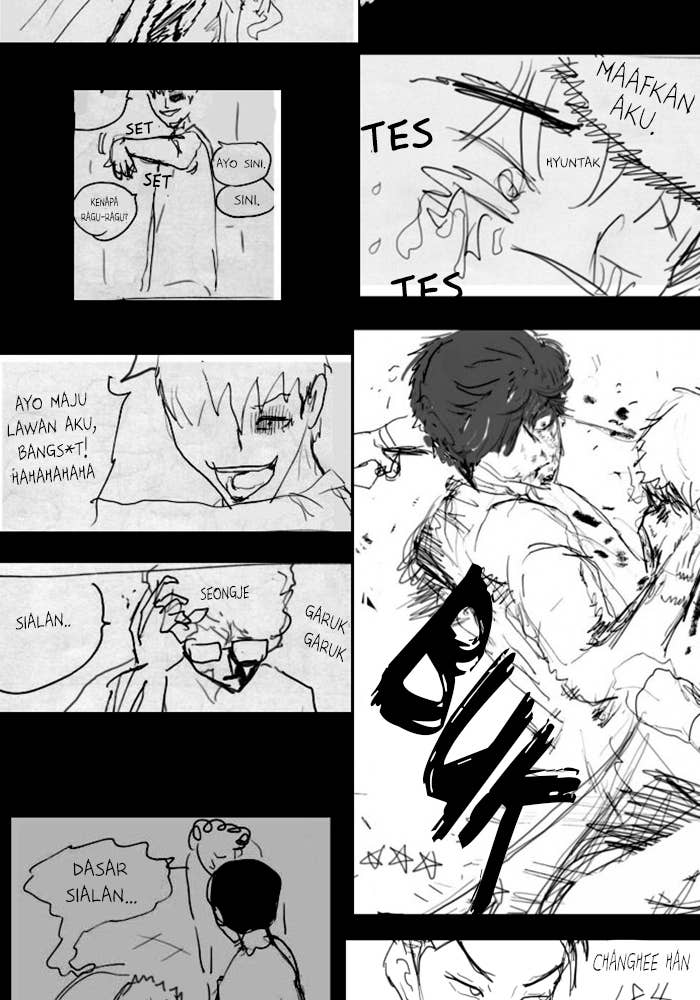 SET
SET
AYO SINI.
SINI.
KENAPA
RAGU-RAGU?
AYO MAJU
LAWAN AKU,
BANGS*T!
HAHAHAHAHA
SIALAN..
SEONGJE
GARUK
GARUK
DASAR
SIALAN...
MAAFKAN
AKU.
TES
HYUNTAK
TES
CHANGHEE HAN